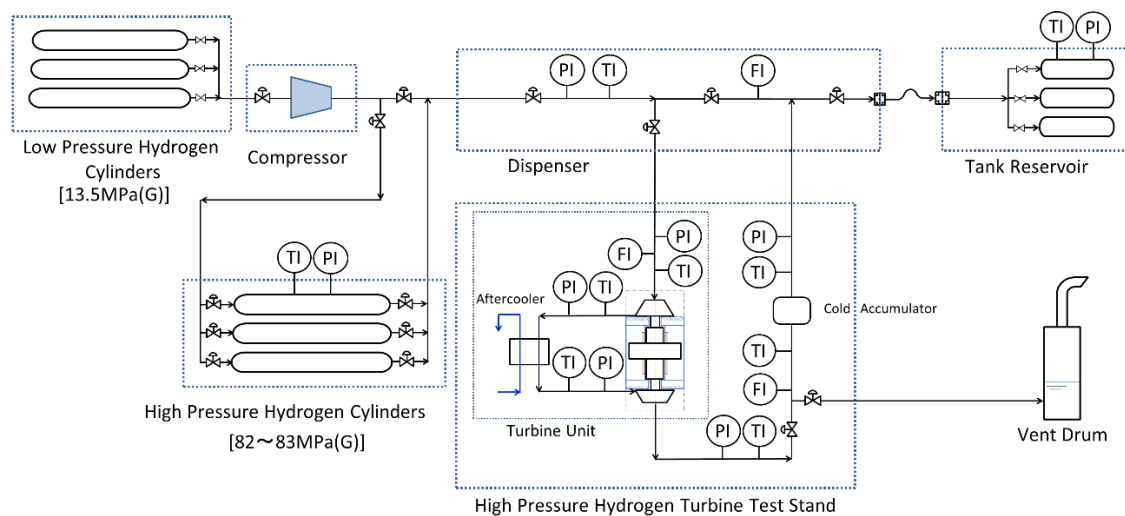 TI
PI
PI
TI
FI
Low Pressure Hydrogen
Cylinders
[13.5MPa(G)]
Compressor
Dispenser
Tank Reservoir
TI
PI
PI
FI
TI
PI
TI
Aftercooler
TI
PI
PI
TI
Cold Accumulator
TI
FI
High Pressure Hydrogen Cylinders
[82～83MPa(G)]
Turbine Unit
PI
TI
Vent Drum
High Pressure Hydrogen Turbine Test Stand